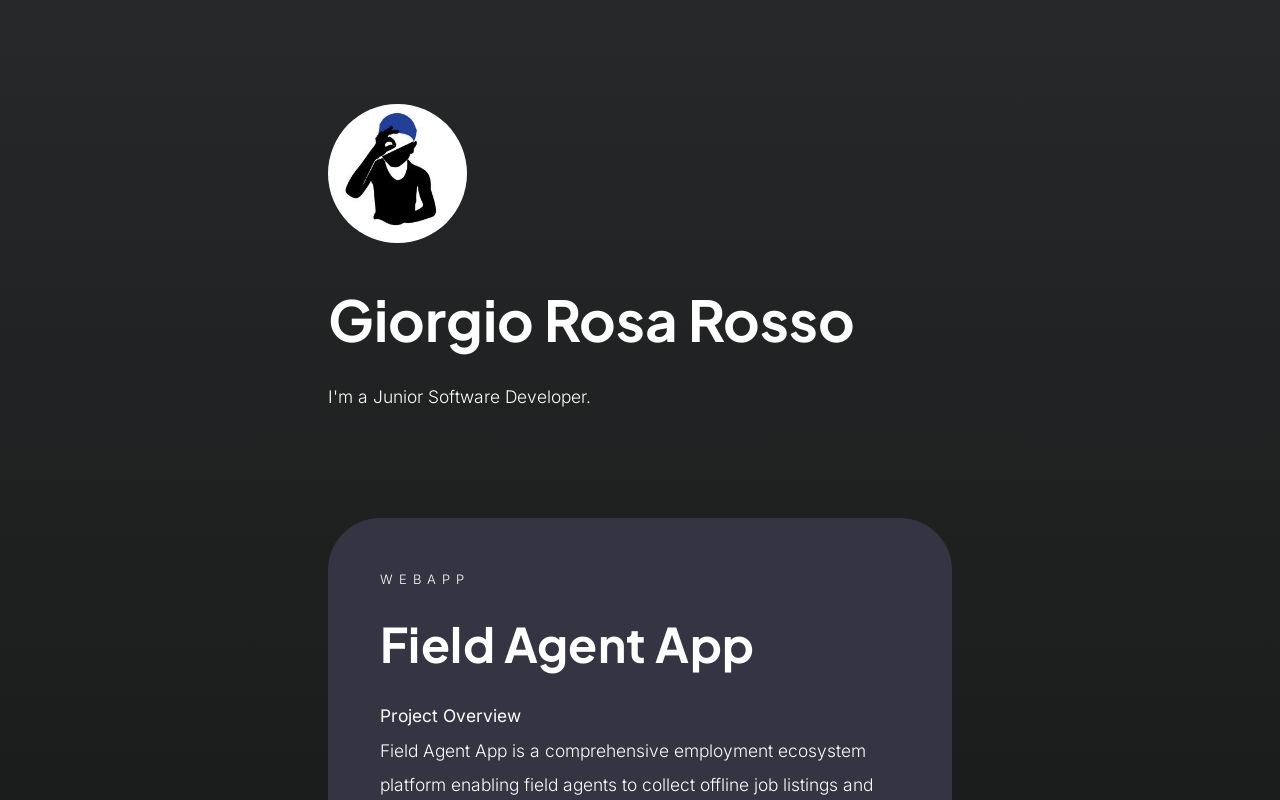 Giorgio Rosa Rosso
I'm a Junior Software Developer.
WEBAPP
Field Agent App
Project Overview
Field Agent App is a comprehensive employment ecosystem
platform enabling field agents to collect offline job listings and